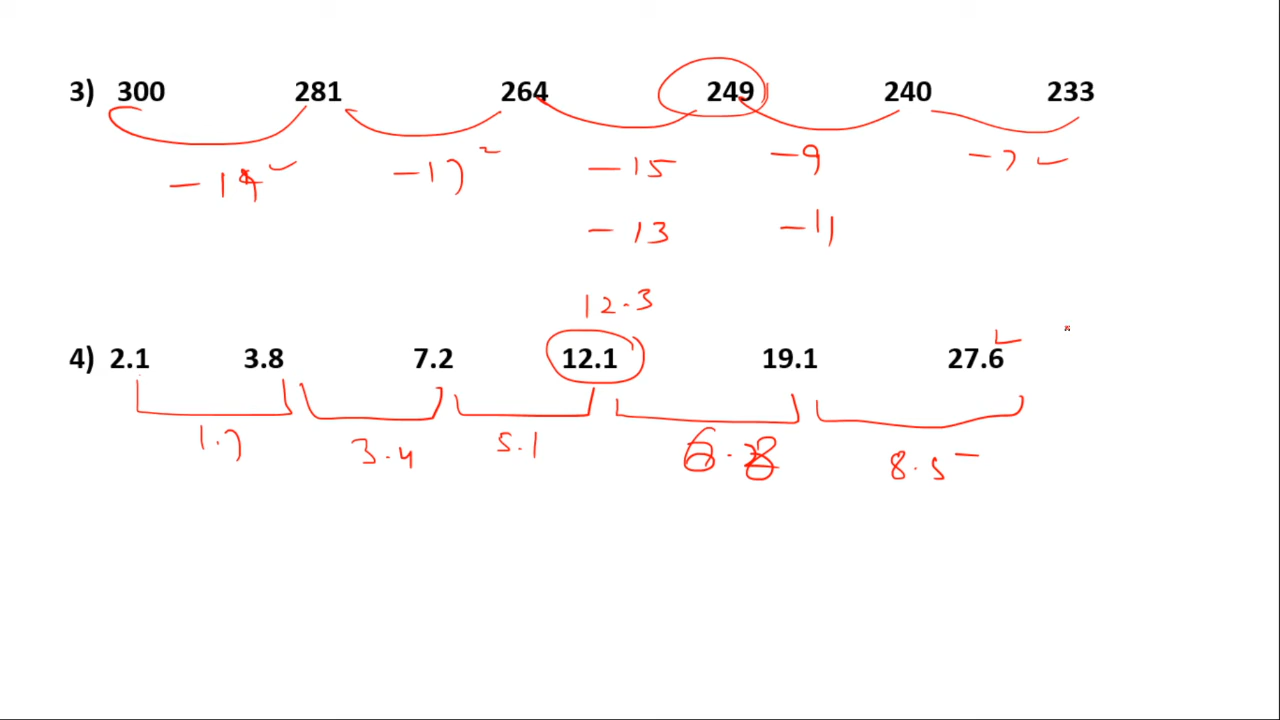 3) 300 281 264 249 240 233
-19 -17 -15 -9 -7
-13 -11
12.3
4) 2.1 3.8 7.2 12.1 19.1 27.6
1.7 3.4 5.1 6.8 8.5